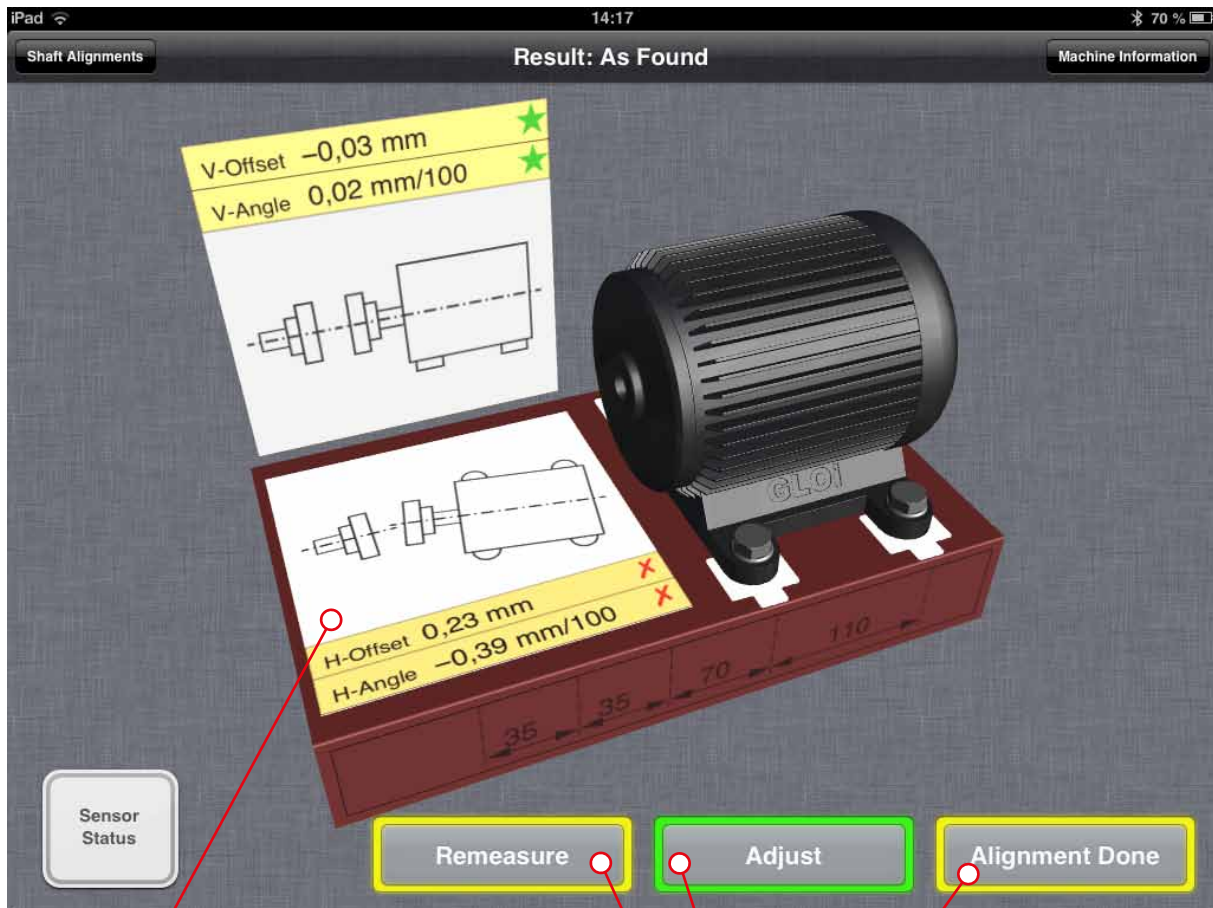 iPad 14:17 70 %
Shaft Alignments Result: As Found Machine Information
V-Offset −0,03 mm
V-Angle 0,02 mm/100
GLOi
H-Offset 0,23 mm
H-Angle −0,39 mm/100
35 35 70 110
Sensor
Status
Remeasure Adjust Alignment Done